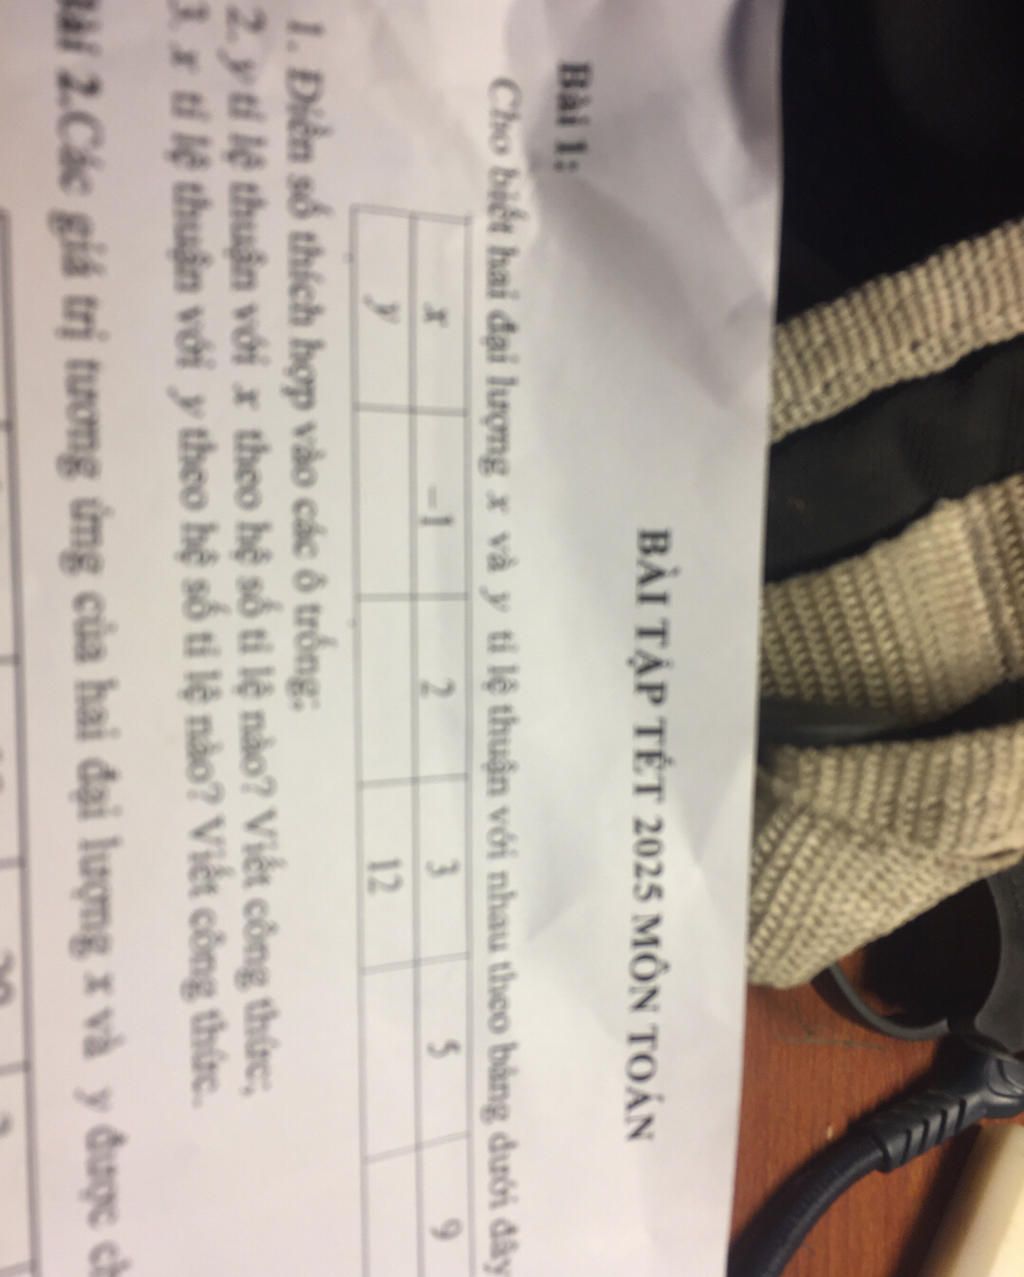 BÀI TẬP TẾT 2025 MÔN TOÁN
Bài 1:
Cho biết hai đại lượng x và y tỉ lệ thuận với nhau theo bảng dưới đây
x -1 2 3 5 9
y 12
1. Điền số thích hợp vào các ô trống;
2. y tỉ lệ thuận với x theo hệ số tỉ lệ nào? Viết công thức;
3. x tỉ lệ thuận với y theo hệ số tỉ lệ nào? Viết công thức.
Bài 2.Các giá trị tương ứng của hai đại lượng x và y được